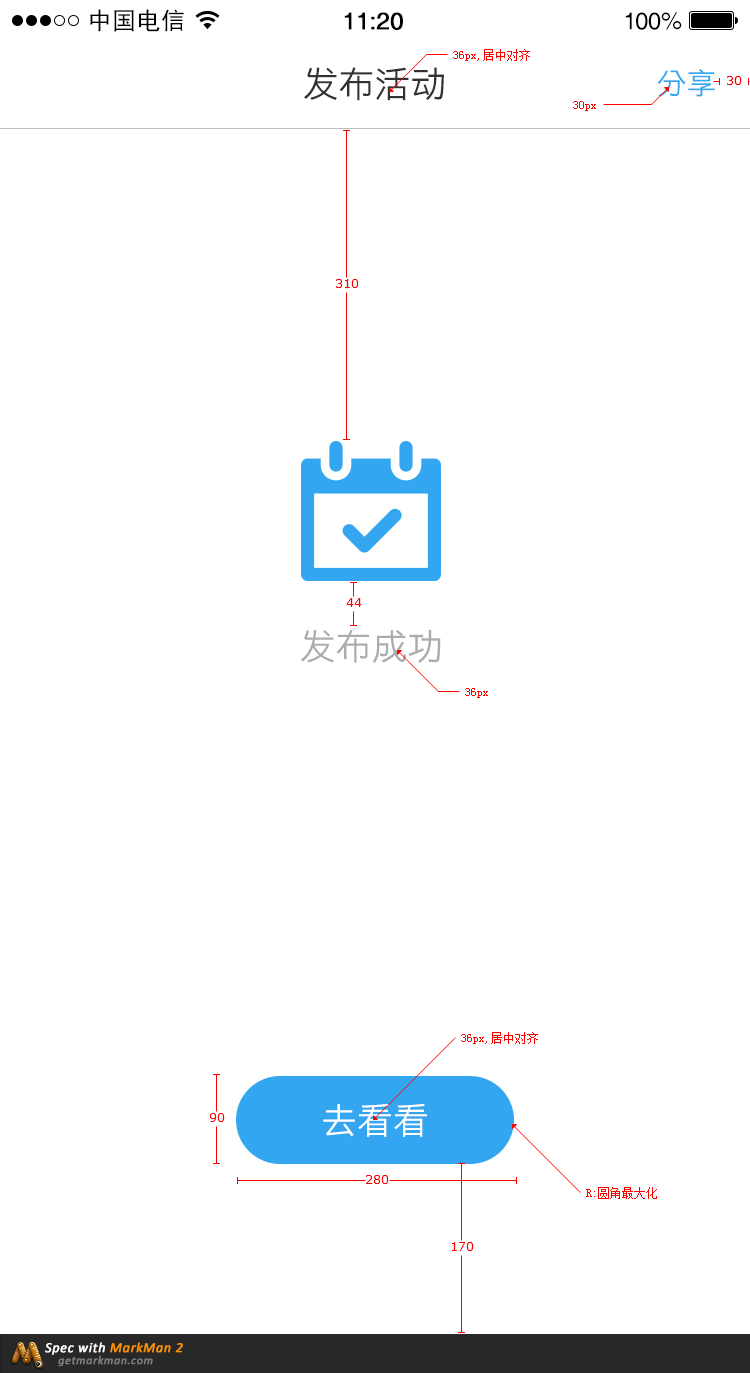 中国电信 11:20 100%
36px,居中对齐
发布活动
分享
30
30px
310
44
发布成功
36px
36px,居中对齐
90
去看看
280
R:圆角最大化
170
Spec with MarkMan 2
getmarkman.com